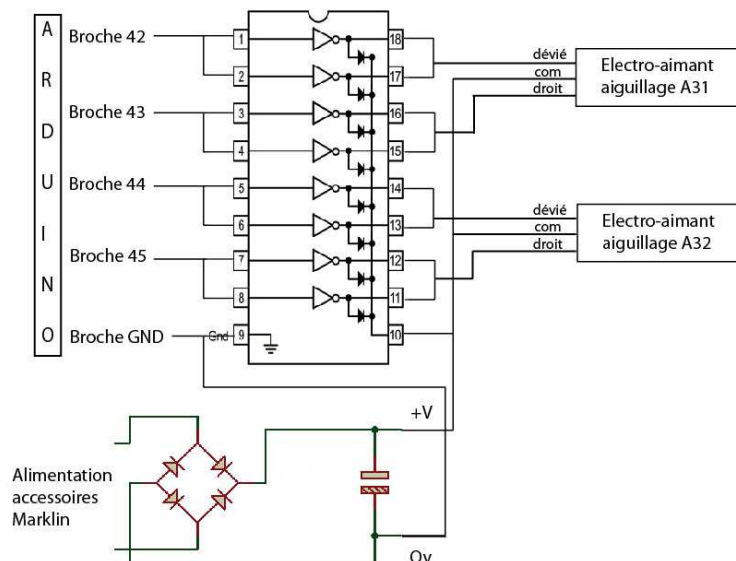 A
R
D
U
I
N
O
Broche 42
Broche 43
Broche 44
Broche 45
Broche GND
1
2
3
4
5
6
7
8
Gnd 9
18
17
16
15
14
13
12
11
10
dévié
com
droit
Electro-aimant
aiguillage A31
dévié
com
droit
Electro-aimant
aiguillage A32
+V
Alimentation
accessoires
Marklin
Ov